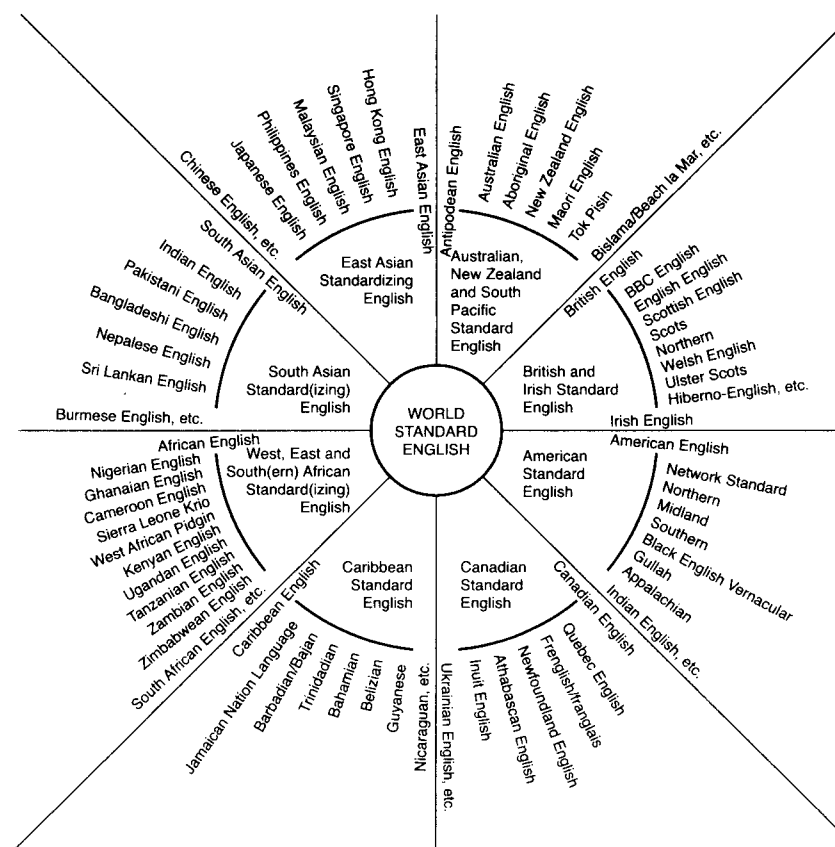 WORLD
STANDARD
ENGLISH
East Asian English
East Asian
Standardizing
English
Hong Kong English
Singapore English
Malaysian English
Philippines English
Japanese English
Chinese English, etc.
Antipodean English
Australian,
New Zealand
and South
Pacific
Standard
English
Australian English
Aboriginal English
New Zealand English
Maori English
Tok Pisin
Bislama/Beach la Mar, etc.
British English
British and
Irish Standard
English
BBC English
English English
Scottish English
Scots
Northern
Welsh English
Ulster Scots
Hiberno-English, etc.
Irish English
American English
American
Standard
English
Network Standard
Northern
Midland
Southern
Black English Vernacular
Gullah
Appalachian
Indian English, etc.
Canadian English
Canadian
Standard
English
Quebec English
Frenglish/franglais
Newfoundland English
Athabascan English
Inuit English
Ukrainian English, etc.
Caribbean English
Caribbean
Standard
English
Jamaican Nation Language
Barbadian/Bajan
Trinidadian
Bahamian
Belizian
Guyanese
Nicaraguan, etc.
African English
West, East and
South(ern) African
Standard(izing)
English
Nigerian English
Ghanaian English
Cameroon English
Sierra Leone Krio
West African Pidgin
Kenyan English
Ugandan English
Tanzanian English
Zambian English
Zimbabwean English
South African English, etc.
South Asian English
South Asian
Standard(izing)
English
Indian English
Pakistani English
Bangladeshi English
Nepalese English
Sri Lankan English
Burmese English, etc.